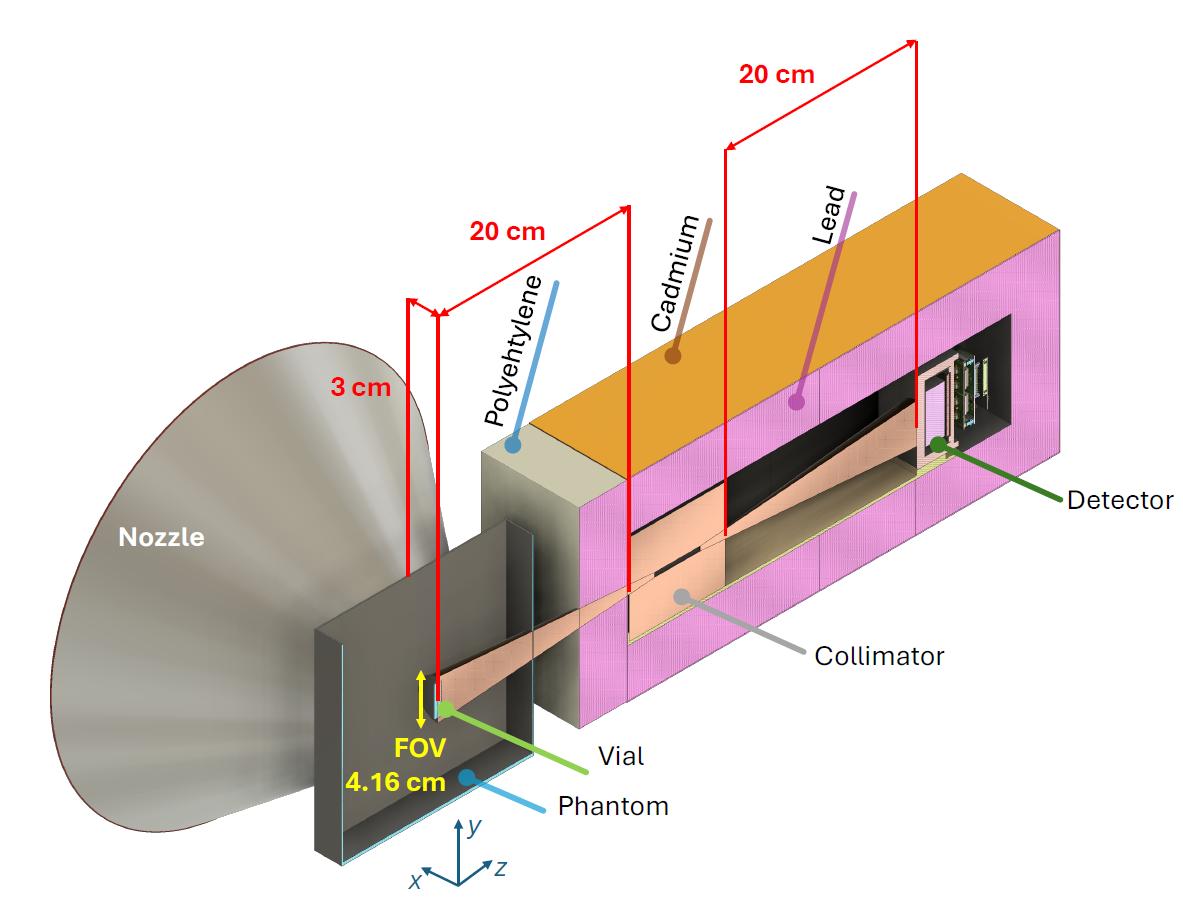 20 cm
20 cm
Lead
Cadmium
Polyehtylene
3 cm
Nozzle
Detector
Collimator
FOV
4.16 cm
Vial
Phantom
y
z
x